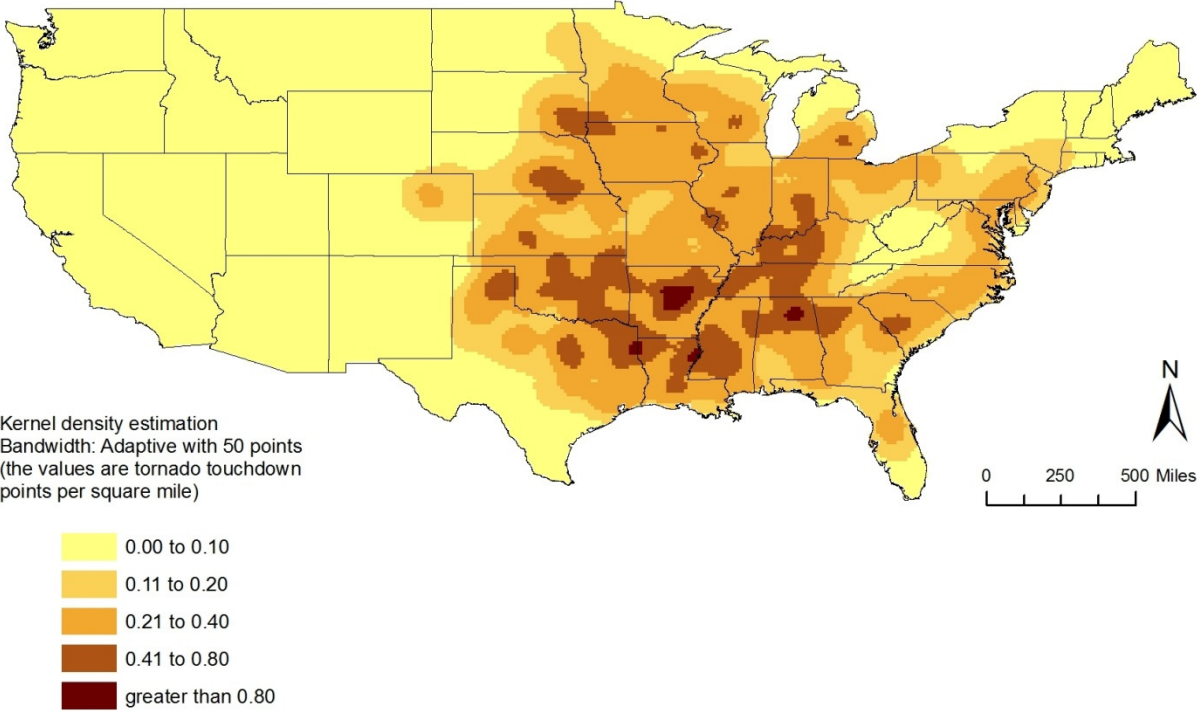 N
0 250 500 Miles
Kernel density estimation
Bandwidth: Adaptive with 50 points
(the values are tornado touchdown
points per square mile)
0.00 to 0.10
0.11 to 0.20
0.21 to 0.40
0.41 to 0.80
greater than 0.80